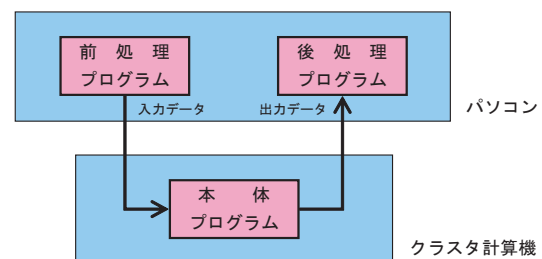 前処理
プログラム
後処理
プログラム
入力データ
出力データ
パソコン
本体
プログラム
クラスタ計算機